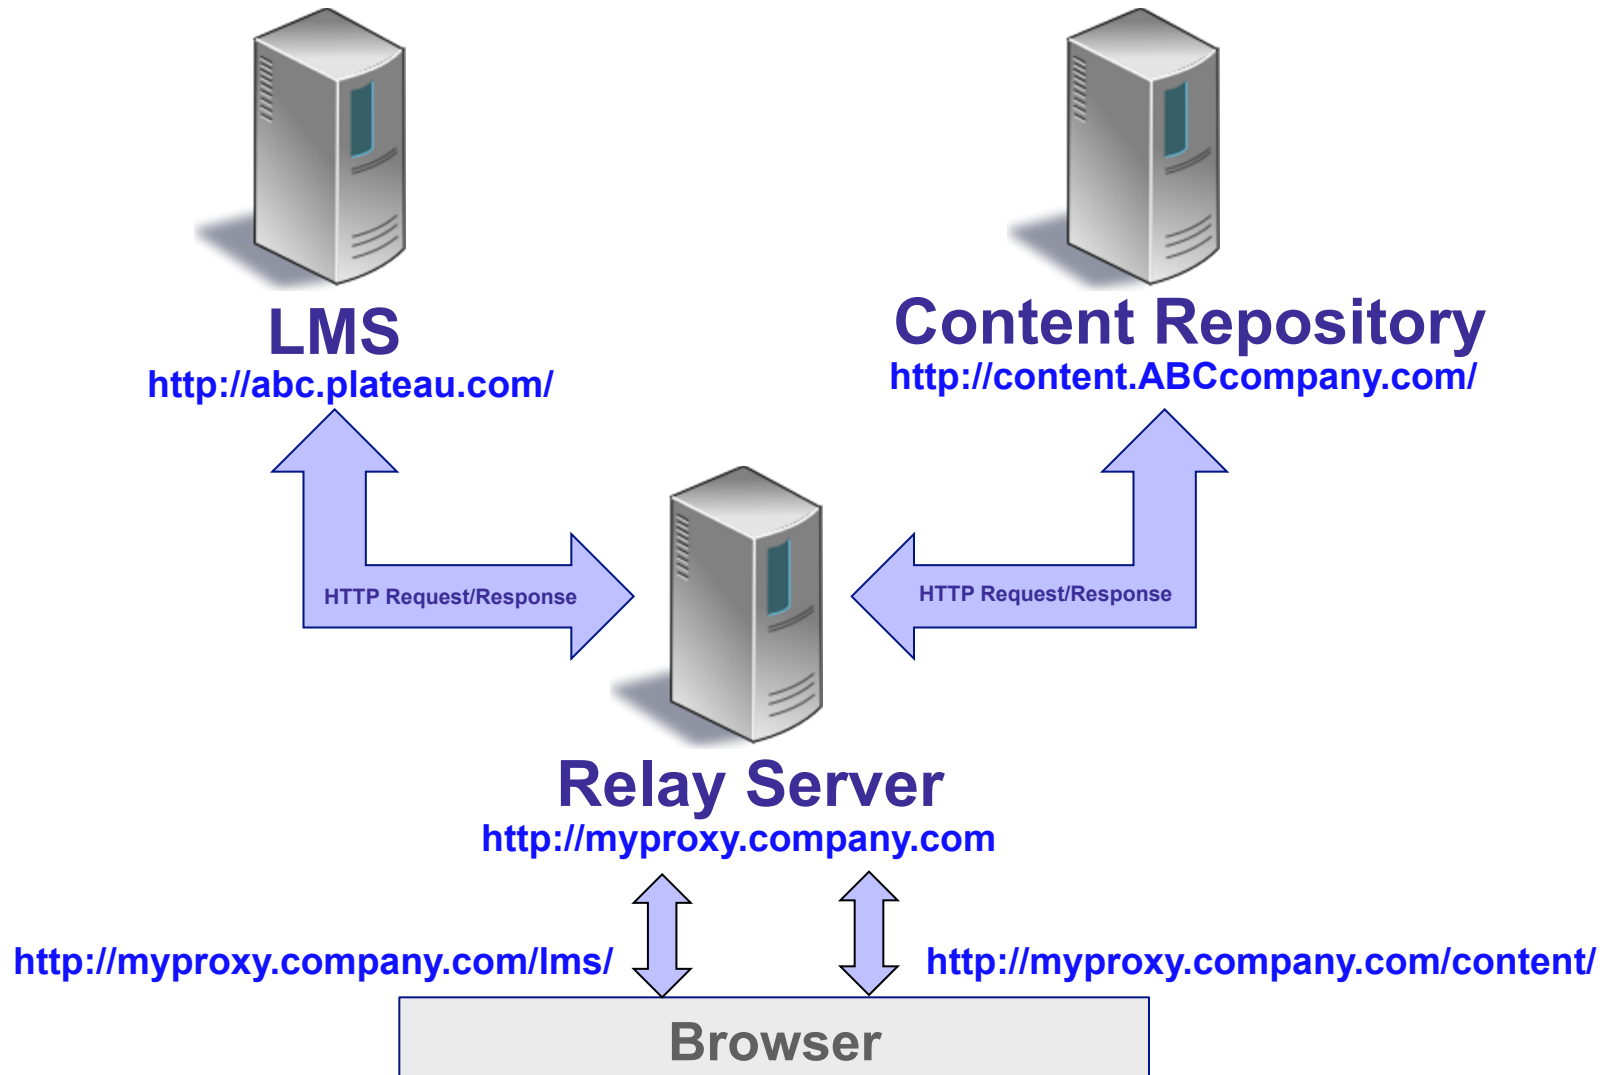 LMS
http://abc.plateau.com/
Content Repository
http://content.ABCcompany.com/
HTTP Request/Response
HTTP Request/Response
Relay Server
http://myproxy.company.com
http://myproxy.company.com/lms/
http://myproxy.company.com/content/
Browser